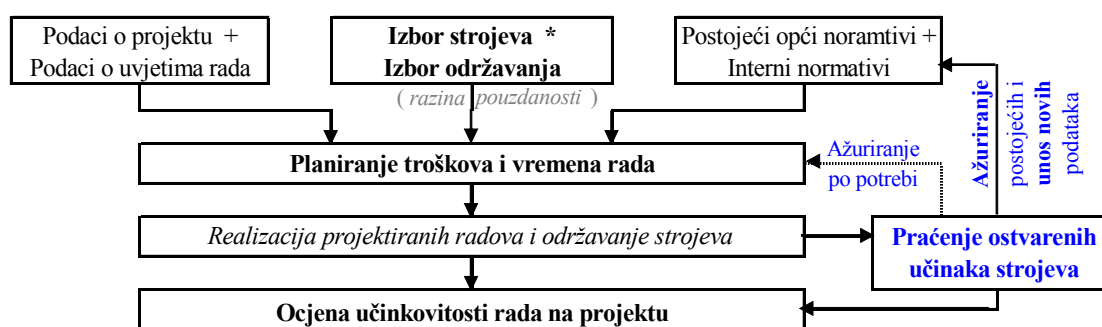 Podaci o projektu +
Podaci o uvjetima rada
Izbor strojeva *
Izbor održavanja
( razina pouzdanosti )
Postojeći opći noramtivi +
Interni normativi
Planiranje troškova i vremena rada
Ažuriranje
po potrebi
Ažuriranje
postojećih i
unos novih
podataka
Realizacija projektiranih radova i održavanje strojeva
Praćenje ostvarenih
učinaka strojeva
Ocjena učinkovitosti rada na projektu